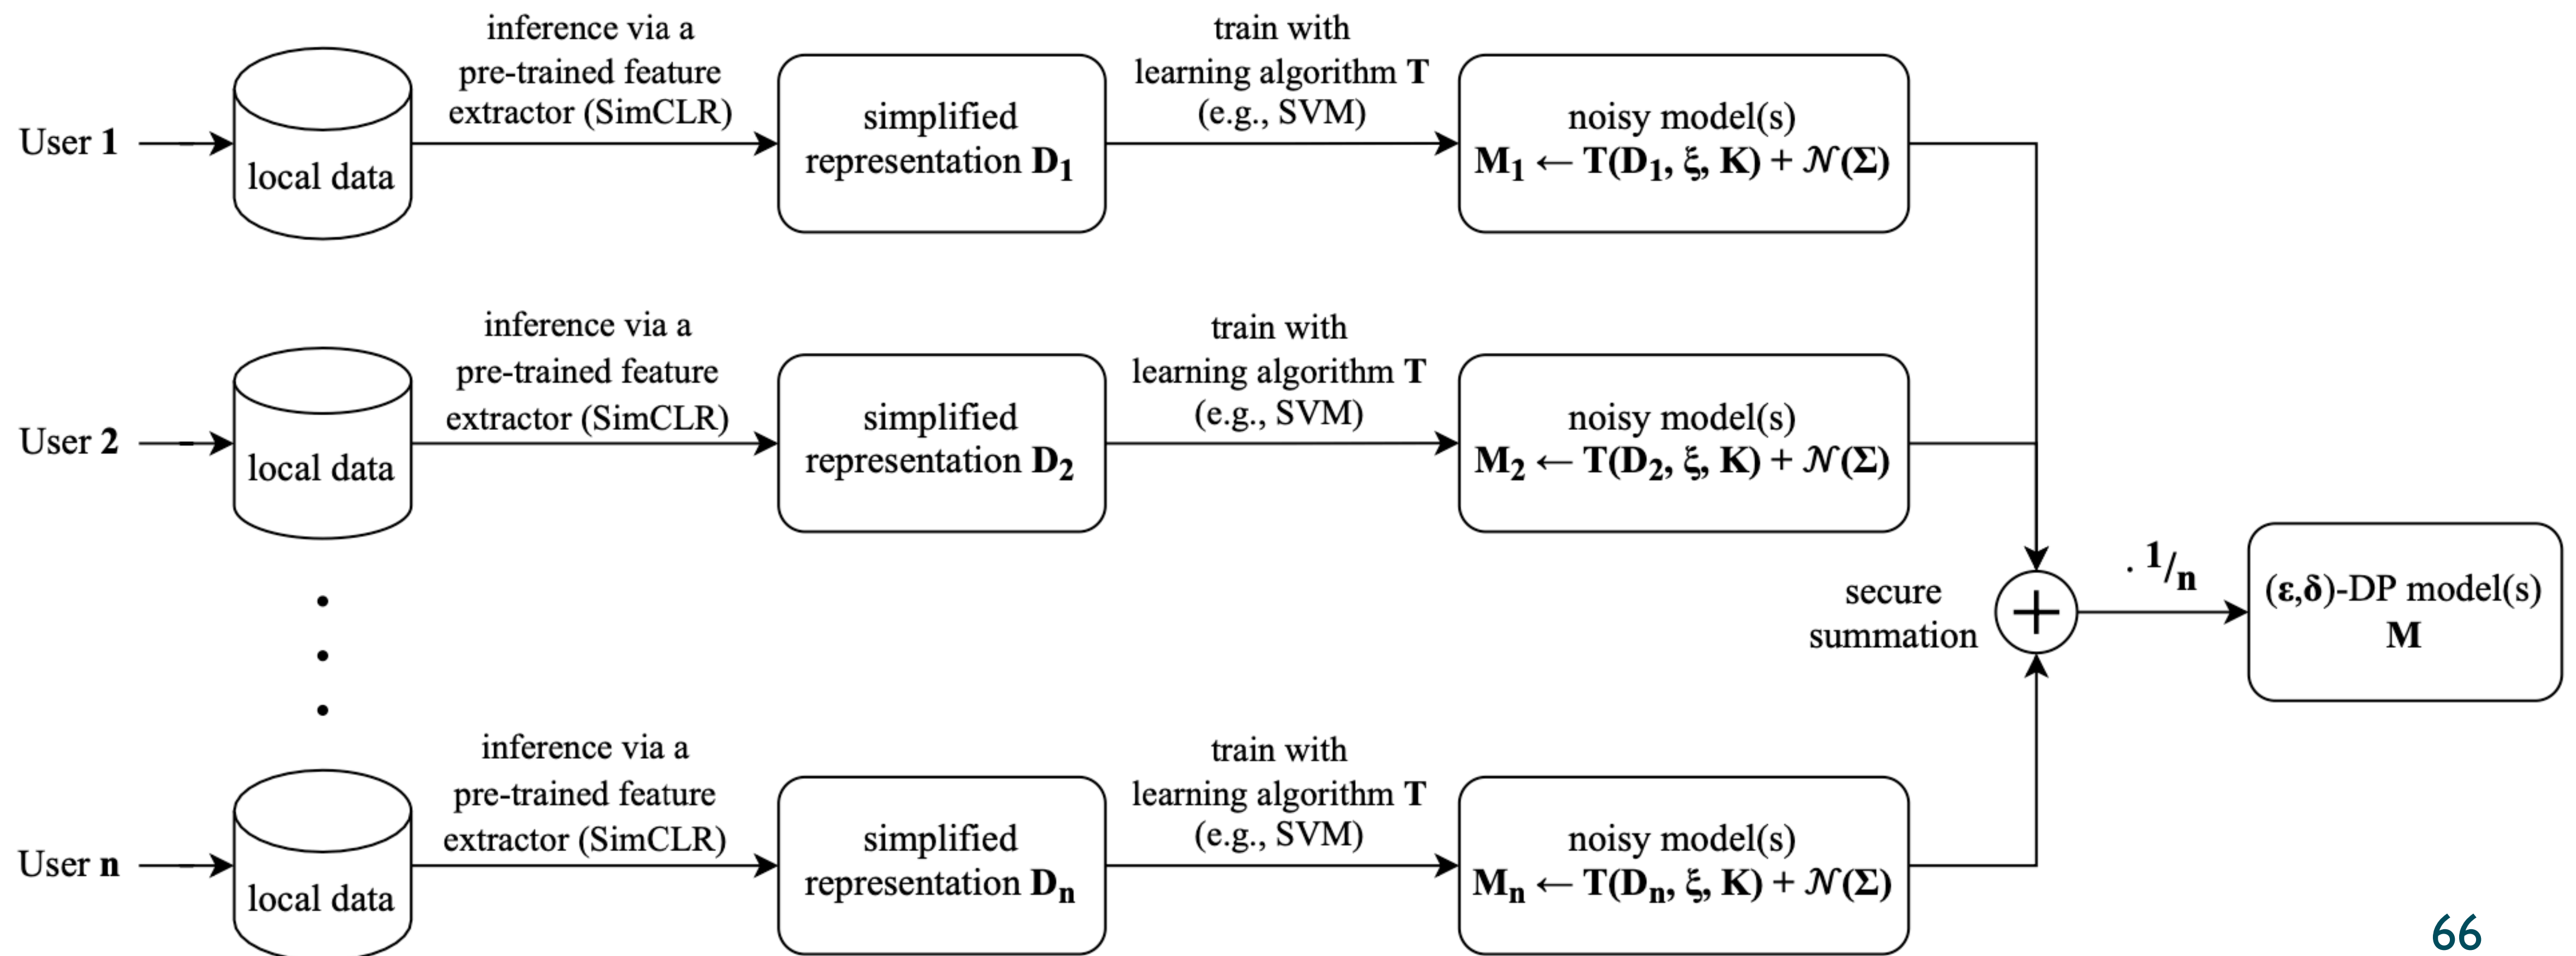 User 1
local data
inference via a
pre-trained feature
extractor (SimCLR)
simplified
representation D₁
train with
learning algorithm T
(e.g., SVM)
noisy model(s)
M₁ ← T(D₁, ξ, K) + 𝒩(Σ)
User 2
local data
inference via a
pre-trained feature
extractor (SimCLR)
simplified
representation D₂
train with
learning algorithm T
(e.g., SVM)
noisy model(s)
M₂ ← T(D₂, ξ, K) + 𝒩(Σ)
secure
summation
+
· 1/n
(ε,δ)-DP model(s)
M
User n
local data
inference via a
pre-trained feature
extractor (SimCLR)
simplified
representation Dₙ
train with
learning algorithm T
(e.g., SVM)
noisy model(s)
Mₙ ← T(Dₙ, ξ, K) + 𝒩(Σ)
66